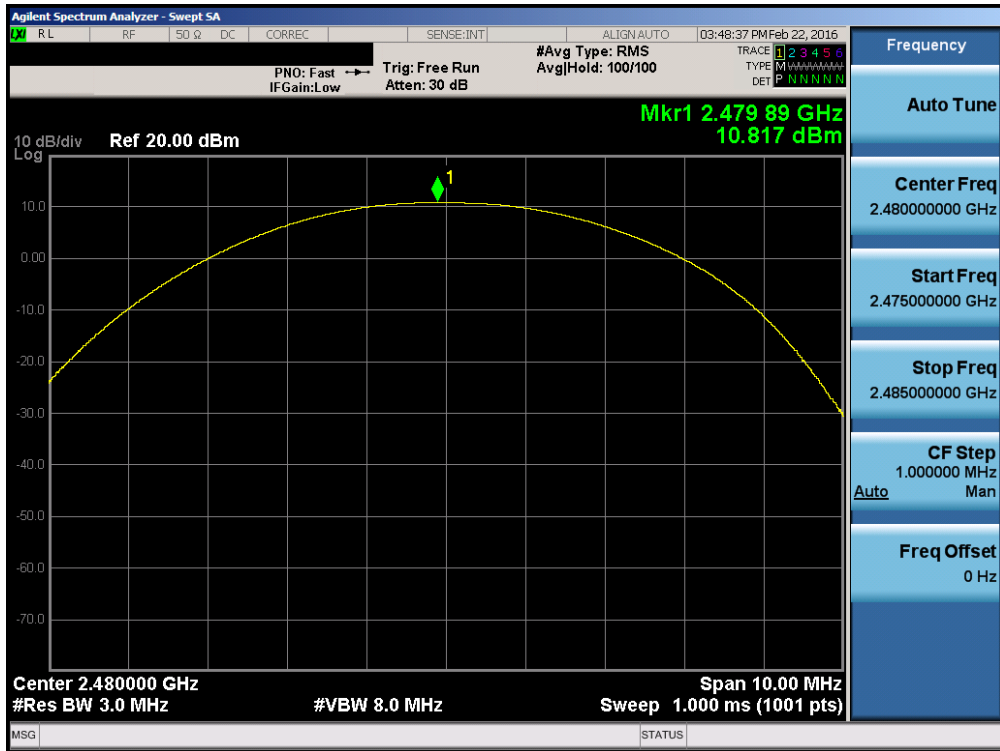 Agilent Spectrum Analyzer - Swept SA
LXI RL RF 50 Ω DC CORREC SENSE:INT ALIGN AUTO 03:48:37 PM Feb 22, 2016
PNO: Fast
IFGain:Low
Trig: Free Run
Atten: 30 dB
#Avg Type: RMS
Avg|Hold: 100/100
TRACE 1 2 3 4 5 6
TYPE M
DET P N N N N N
Mkr1 2.479 89 GHz
10.817 dBm
10 dB/div Ref 20.00 dBm
Log
1
10.0
0.00
-10.0
-20.0
-30.0
-40.0
-50.0
-60.0
-70.0
Center 2.480000 GHz Span 10.00 MHz
#Res BW 3.0 MHz #VBW 8.0 MHz Sweep 1.000 ms (1001 pts)
MSG STATUS
Frequency
Auto Tune
Center Freq
2.480000000 GHz
Start Freq
2.475000000 GHz
Stop Freq
2.485000000 GHz
CF Step
1.000000 MHz
Auto Man
Freq Offset
0 Hz